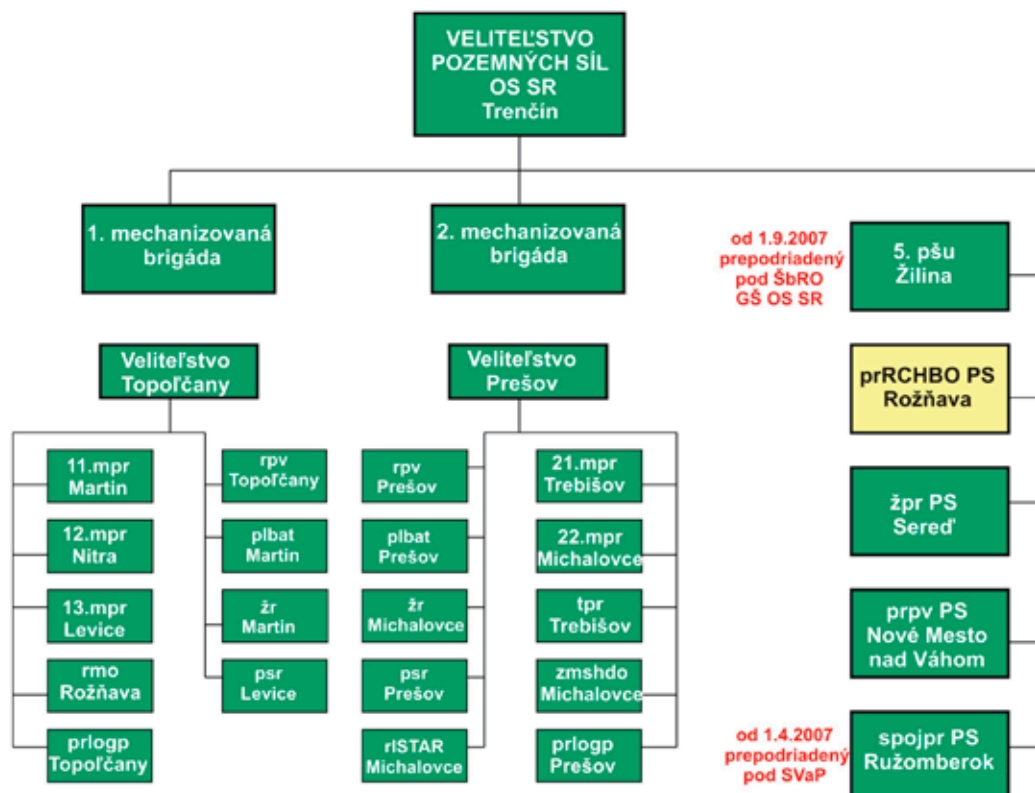 VELITEĽSTVO
POZEMNÝCH SÍL
OS SR
Trenčín
1. mechanizovaná
brigáda
2. mechanizovaná
brigáda
od 1.9.2007
prepodriadený
pod ŠbRO
GŠ OS SR
5. pšu
Žilina
Veliteľstvo
Topoľčany
Veliteľstvo
Prešov
prRCHBO PS
Rožňava
11.mpr
Martin
rpv
Topoľčany
rpv
Prešov
21.mpr
Trebišov
12.mpr
Nitra
plbat
Martin
plbat
Prešov
22.mpr
Michalovce
žpr PS
Sereď
13.mpr
Levice
žr
Martin
žr
Michalovce
tpr
Trebišov
prpv PS
Nové Mesto
nad Váhom
rmo
Rožňava
psr
Levice
psr
Prešov
zmshdo
Michalovce
prlogp
Topoľčany
rISTAR
Michalovce
prlogp
Prešov
od 1.4.2007
prepodriadený
pod SVaP
spojpr PS
Ružomberok